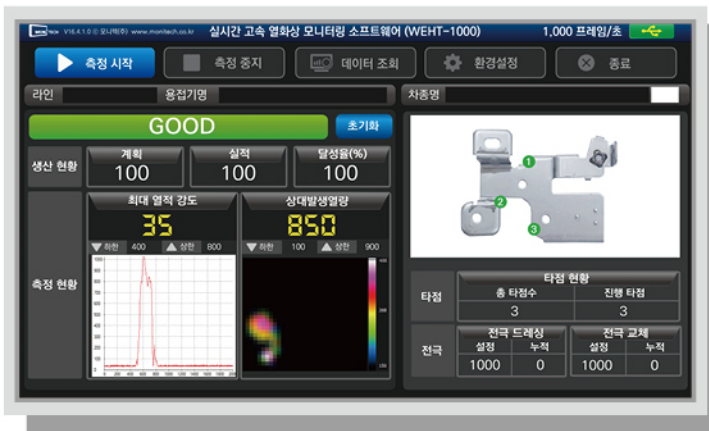 V16.4.1.0 © 모니텍(주) www.monitech.co.kr 실시간 고속 열화상 모니터링 소프트웨어 (WEHT-1000) 1,000 프레임/초
측정 시작 측정 중지 데이터 조회 환경설정 종료
라인 용접기명 차종명
GOOD 초기화
생산 현황 계획 실적 달성율(%)
100 100 100
측정 현황
최대 열적 강도 상대발생열량
35 850
하한 400 상한 800 하한 100 상한 900
1
2
3
타점 타점 현황
총 타점수 진행 타점
3 3
전극 전극 드레싱 전극 교체
설정 누적 설정 누적
1000 0 1000 0